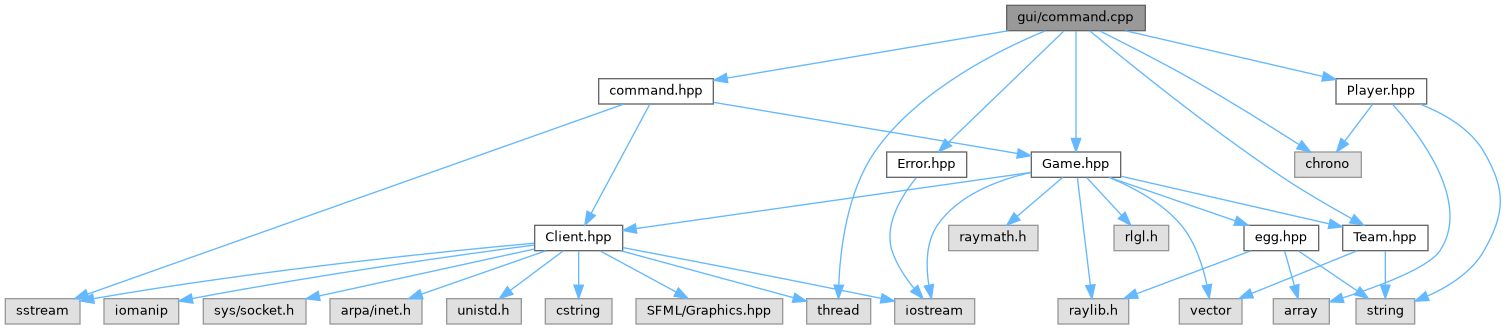 gui/command.cpp
command.hpp
Player.hpp
Error.hpp
Game.hpp
chrono
Client.hpp
raymath.h
rlgl.h
egg.hpp
Team.hpp
sstream
iomanip
sys/socket.h
arpa/inet.h
unistd.h
cstring
SFML/Graphics.hpp
thread
iostream
raylib.h
vector
array
string